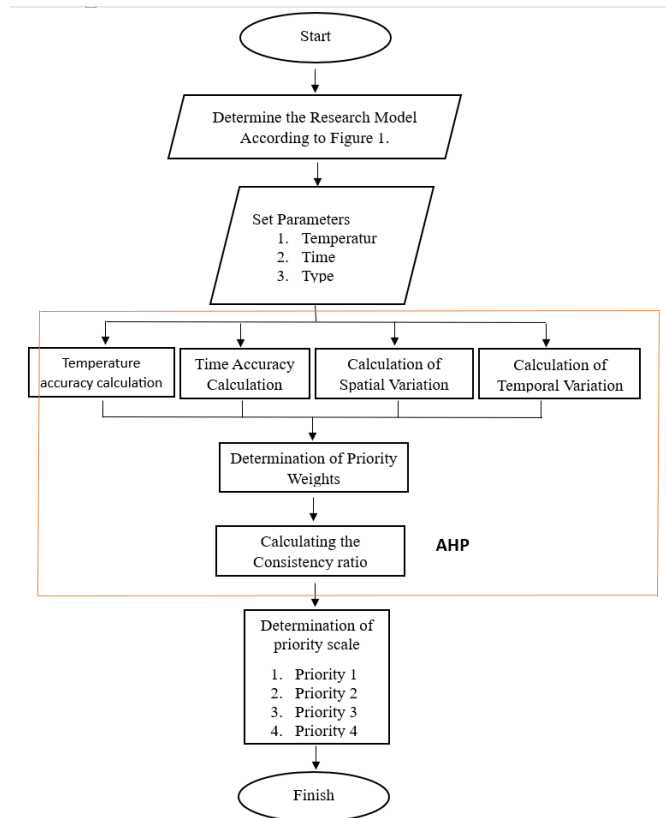 Start
Determine the Research Model
According to Figure 1.
Set Parameters
1. Temperatur
2. Time
3. Type
Temperature
accuracy calculation
Time Accuracy
Calculation
Calculation of
Spatial Variation
Calculation of
Temporal Variation
Determination of Priority
Weights
Calculating the
Consistency ratio
AHP
Determination of
priority scale
1. Priority 1
2. Priority 2
3. Priority 3
4. Priority 4
Finish